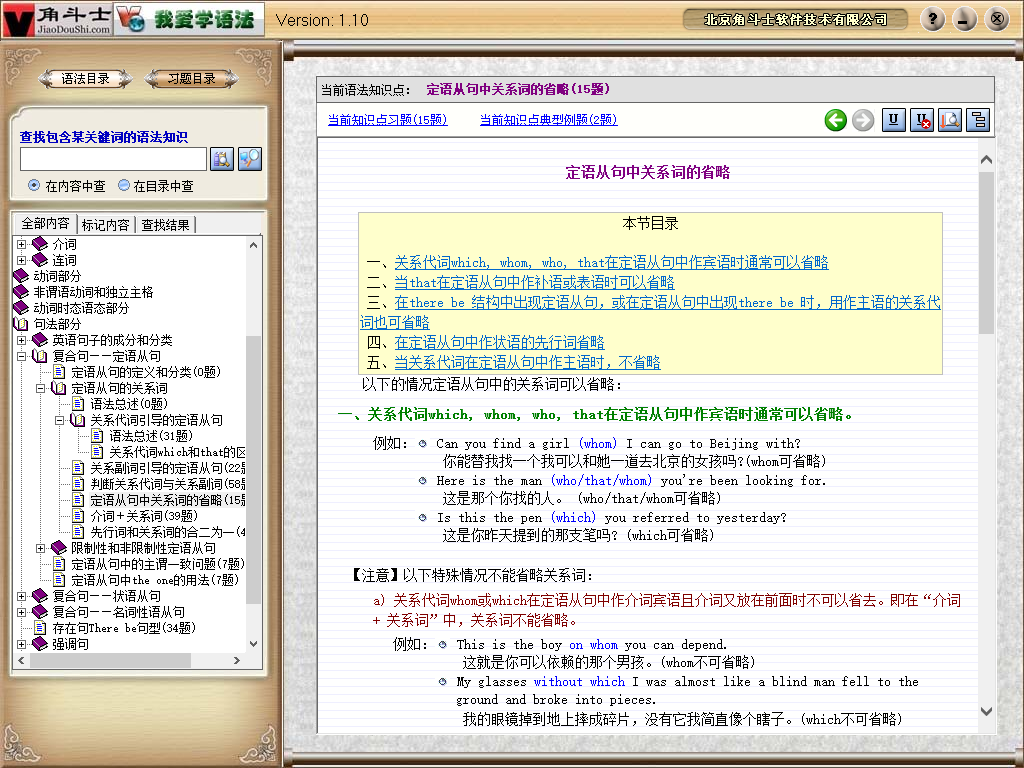 角斗士
JiaoDouShi.com
我爱学语法
Version: 1.10
北京角斗士软件技术有限公司
语法目录
习题目录
查找包含某关键词的语法知识
在内容中查
在目录中查
全部内容
标记内容
查找结果
介词
连词
动词部分
非谓语动词和独立主格
动词时态语态部分
句法部分
英语句子的成分和分类
复合句－－定语从句
定语从句的定义和分类(0题)
定语从句的关系词
语法总述(0题)
关系代词引导的定语从句
语法总述(31题)
关系代词which和that的区
关系副词引导的定语从句(22题
判断关系代词与关系副词(58题
定语从句中关系词的省略(15题
介词＋关系词(39题)
先行词和关系词的合二为一(4
限制性和非限制性定语从句
定语从句中的主谓一致问题(7题)
定语从句中the one的用法(7题)
复合句－－状语从句
复合句－－名词性语从句
存在句There be句型(34题)
强调句
当前语法知识点： 定语从句中关系词的省略(15题)
当前知识点习题(15题)
当前知识点典型例题(2题)
定语从句中关系词的省略
本节目录
一、关系代词which, whom, who, that在定语从句中作宾语时通常可以省略
二、当that在定语从句中作补语或表语时可以省略
三、在there be 结构中出现定语从句，或在定语从句中出现there be 时，用作主语的关系代
词也可省略
四、在定语从句中作状语的先行词省略
五、当关系代词在定语从句中作主语时，不省略
以下的情况定语从句中的关系词可以省略：
一、关系代词which, whom, who, that在定语从句中作宾语时通常可以省略。
例如： Can you find a girl (whom) I can go to Beijing with?
你能替我找一个我可以和她一道去北京的女孩吗?(whom可省略)
Here is the man (who/that/whom) you're been looking for.
这是那个你找的人。 (who/that/whom可省略)
Is this the pen (which) you referred to yesterday?
这是你昨天提到的那支笔吗? (which可省略)
【注意】以下特殊情况不能省略关系词：
a) 关系代词whom或which在定语从句中作介词宾语且介词又放在前面时不可以省去。即在“介词
+ 关系词”中，关系词不能省略。
例如： This is the boy on whom you can depend.
这就是你可以依赖的那个男孩。(whom不可省略)
My glasses without which I was almost like a blind man fell to the
ground and broke into pieces.
我的眼镜掉到地上摔成碎片，没有它我简直像个瞎子。(which不可省略)